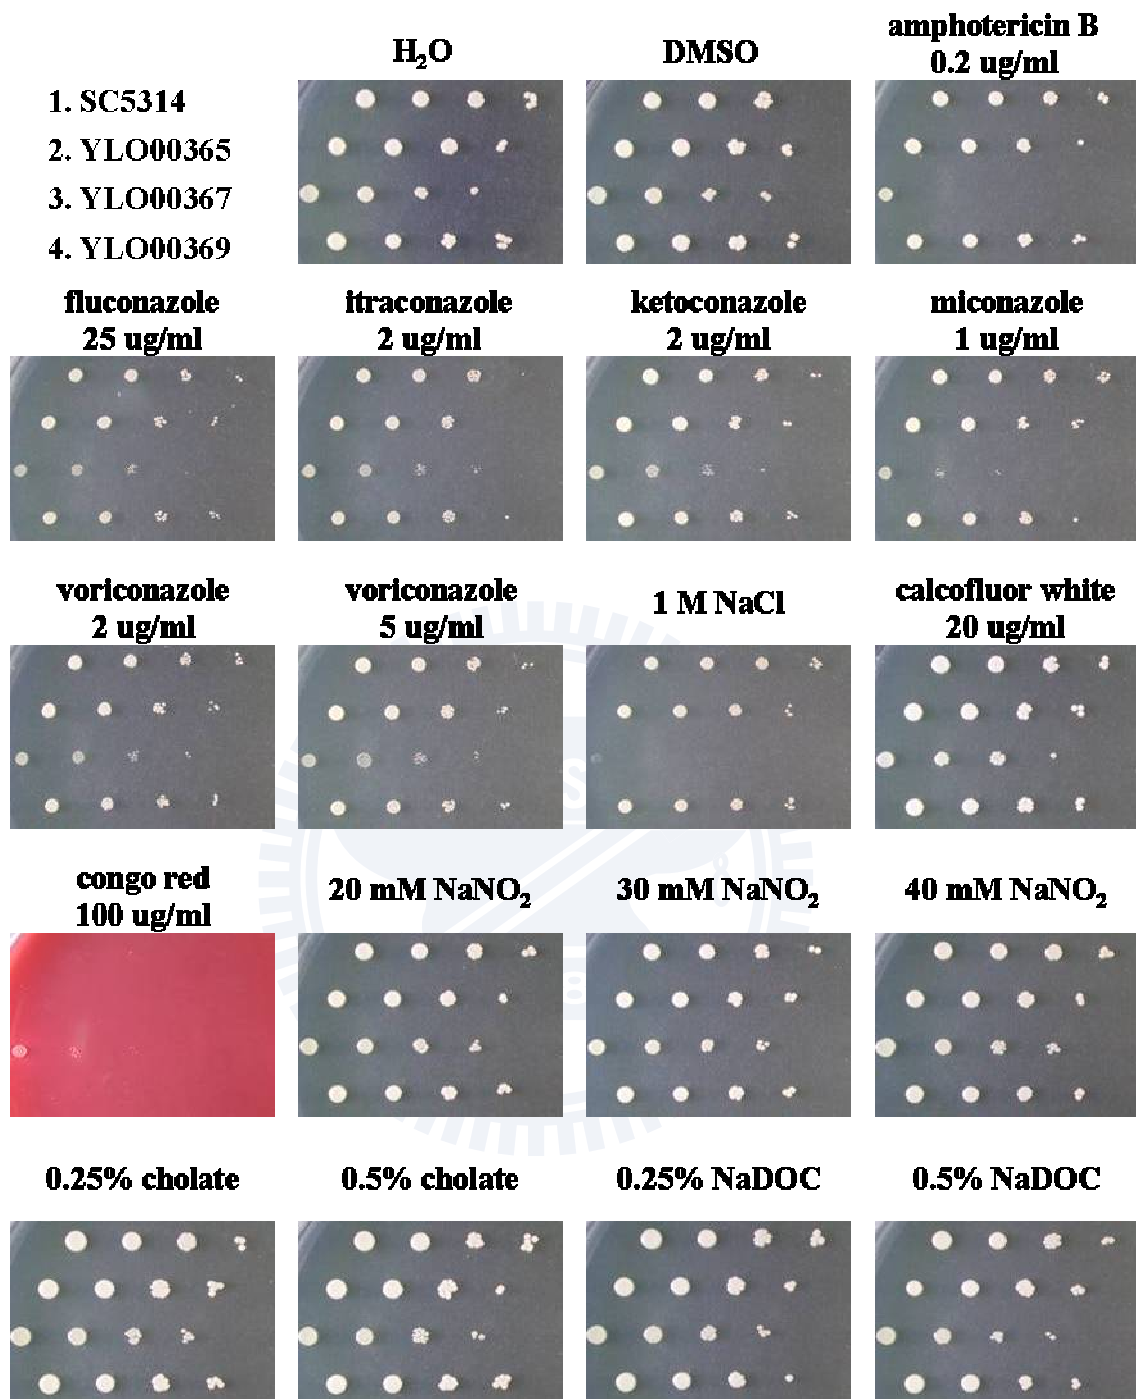 H₂O
DMSO
amphotericin B
0.2 ug/ml
1. SC5314
2. YLO00365
3. YLO00367
4. YLO00369
fluconazole
25 ug/ml
itraconazole
2 ug/ml
ketoconazole
2 ug/ml
miconazole
1 ug/ml
voriconazole
2 ug/ml
voriconazole
5 ug/ml
1 M NaCl
calcofluor white
20 ug/ml
congo red
100 ug/ml
20 mM NaNO₂
30 mM NaNO₂
40 mM NaNO₂
0.25% cholate
0.5% cholate
0.25% NaDOC
0.5% NaDOC